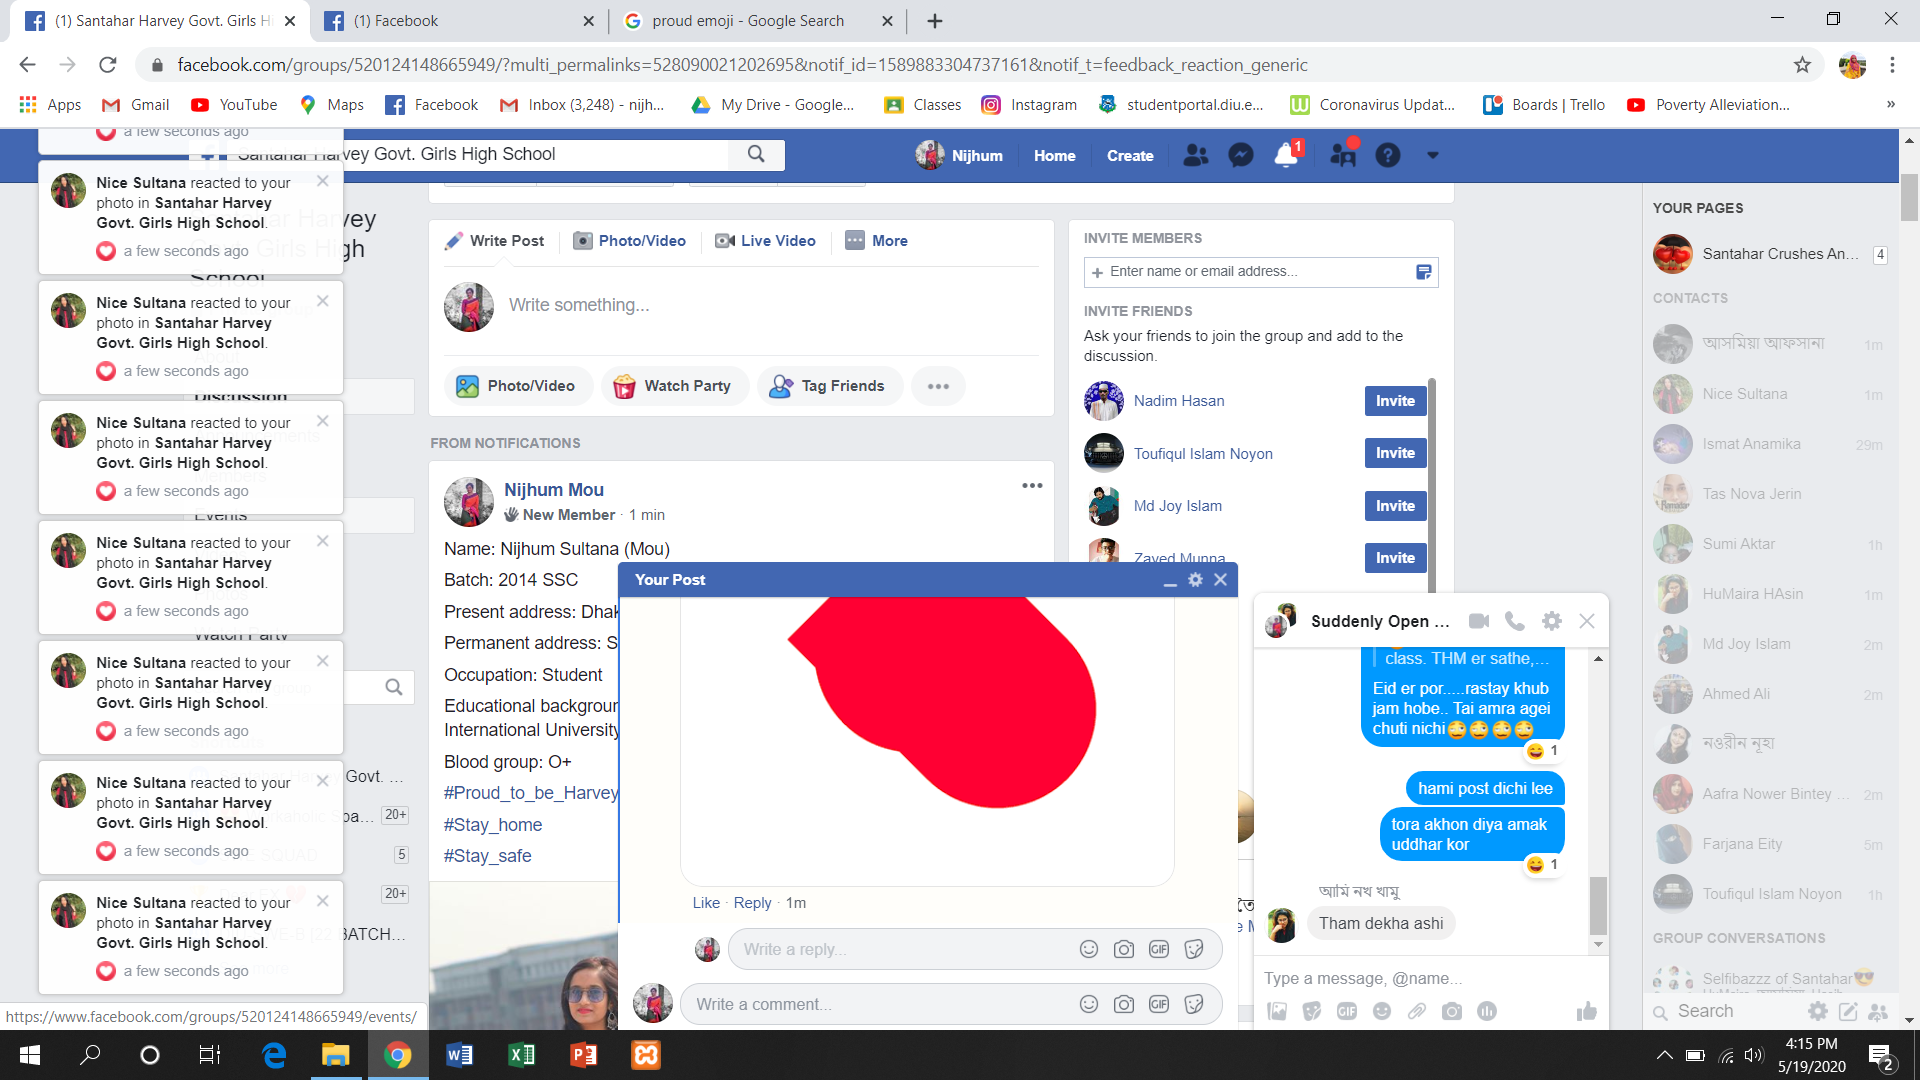 (1) Santahar Harvey Govt. Girls Hi
(1) Facebook
proud emoji - Google Search
facebook.com/groups/520124148665949/?multi_permalinks=528090021202695&notif_id=1589883304737161&notif_t=feedback_reaction_generic
Apps
Gmail
YouTube
Maps
Facebook
Inbox (3,248) - nijh...
My Drive - Google...
Classes
Instagram
studentportal.diu.e...
Coronavirus Updat...
Boards | Trello
Poverty Alleviation...
»
Santahar Harvey Govt. Girls High School
Nijhum
Home
Create
1
a few seconds ago
Nice Sultana reacted to your
photo in Santahar Harvey
Govt. Girls High School.
a few seconds ago
Nice Sultana reacted to your
photo in Santahar Harvey
Govt. Girls High School.
a few seconds ago
Nice Sultana reacted to your
photo in Santahar Harvey
Govt. Girls High School.
a few seconds ago
Nice Sultana reacted to your
photo in Santahar Harvey
Govt. Girls High School.
a few seconds ago
Nice Sultana reacted to your
photo in Santahar Harvey
Govt. Girls High School.
a few seconds ago
Nice Sultana reacted to your
photo in Santahar Harvey
Govt. Girls High School.
a few seconds ago
Nice Sultana reacted to your
photo in Santahar Harvey
Govt. Girls High School.
a few seconds ago
Discussion
Events
Watch Party
Govt. ...
20+
5
20+
BATCH...
https://www.facebook.com/groups/520124148665949/events/
Write Post
Photo/Video
Live Video
More
Write something...
Photo/Video
Watch Party
Tag Friends
FROM NOTIFICATIONS
Nijhum Mou
New Member · 1 min
Name: Nijhum Sultana (Mou)
Batch: 2014 SSC
Present address: Dhak
Permanent address: S
Occupation: Student
Educational backgrour
International University
Blood group: O+
#Proud_to_be_Harvey
#Stay_home
#Stay_safe
Your Post
Like · Reply · 1m
Write a reply...
GIF
Write a comment...
GIF
INVITE MEMBERS
+ Enter name or email address...
INVITE FRIENDS
Ask your friends to join the group and add to the
discussion.
Nadim Hasan
Invite
Toufiqul Islam Noyon
Invite
Md Joy Islam
Invite
Zayed Munna
Invite
Suddenly Open ...
class. THM er sathe,...
Eid er por.....rastay khub
jam hobe.. Tai amra agei
chuti nichi
1
hami post dichi lee
tora akhon diya amak
uddhar kor
1
আমি নখ খামু
Tham dekha ashi
Type a message, @name...
GIF
YOUR PAGES
Santahar Crushes An...
4
CONTACTS
আসমিয়া আফসানা
1m
Nice Sultana
1m
Ismat Anamika
29m
Tas Nova Jerin
Sumi Aktar
1h
HuMaira HAsin
1m
Md Joy Islam
2m
Ahmed Ali
2m
নওরীন নূহা
Aafra Nower Bintey ...
2m
Farjana Eity
5m
Toufiqul Islam Noyon
1h
GROUP CONVERSATIONS
Selfibazzz of Santahar
Search
4:15 PM
5/19/2020
2